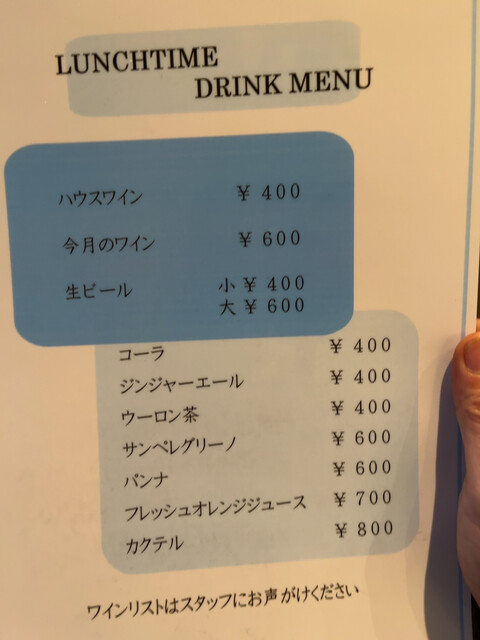 LUNCHTIME
DRINK MENU
ハウスワイン ¥ 400
今月のワイン ¥ 600
生ビール 小 ¥ 400
大 ¥ 600
コーラ ¥ 400
ジンジャーエール ¥ 400
ウーロン茶 ¥ 400
サンペレグリーノ ¥ 600
パンナ ¥ 600
フレッシュオレンジジュース ¥ 700
カクテル ¥ 800
ワインリストはスタッフにお声がけください